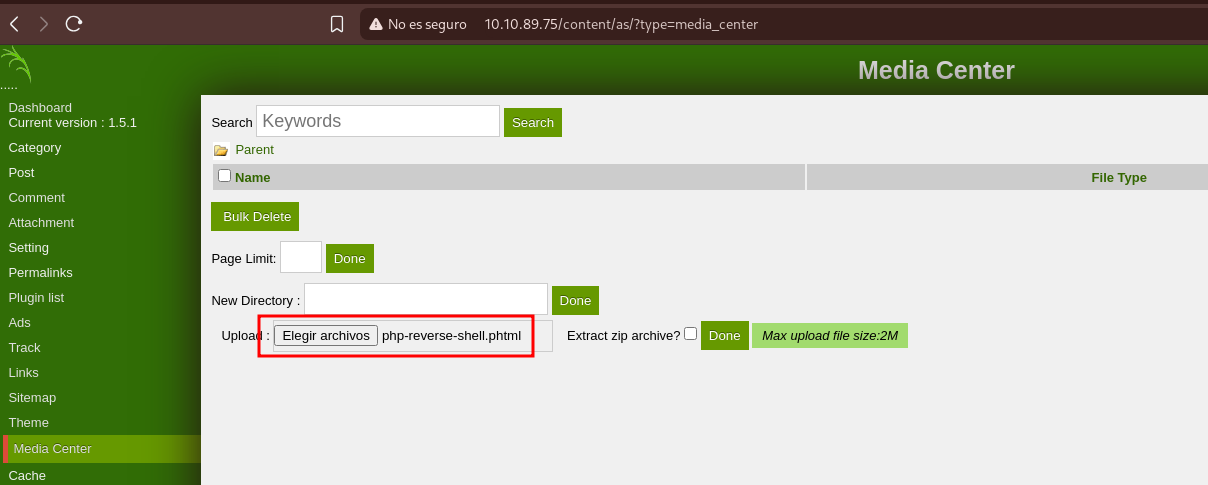 No es seguro 10.10.89.75/content/as/?type=media_center
.....
Media Center
Dashboard
Current version : 1.5.1
Category
Post
Comment
Attachment
Setting
Permalinks
Plugin list
Ads
Track
Links
Sitemap
Theme
Media Center
Cache
Search Keywords Search
Parent
Name File Type
Bulk Delete
Page Limit: Done
New Directory : Done
Upload : Elegir archivos php-reverse-shell.phtml Extract zip archive? Done Max upload file size:2M